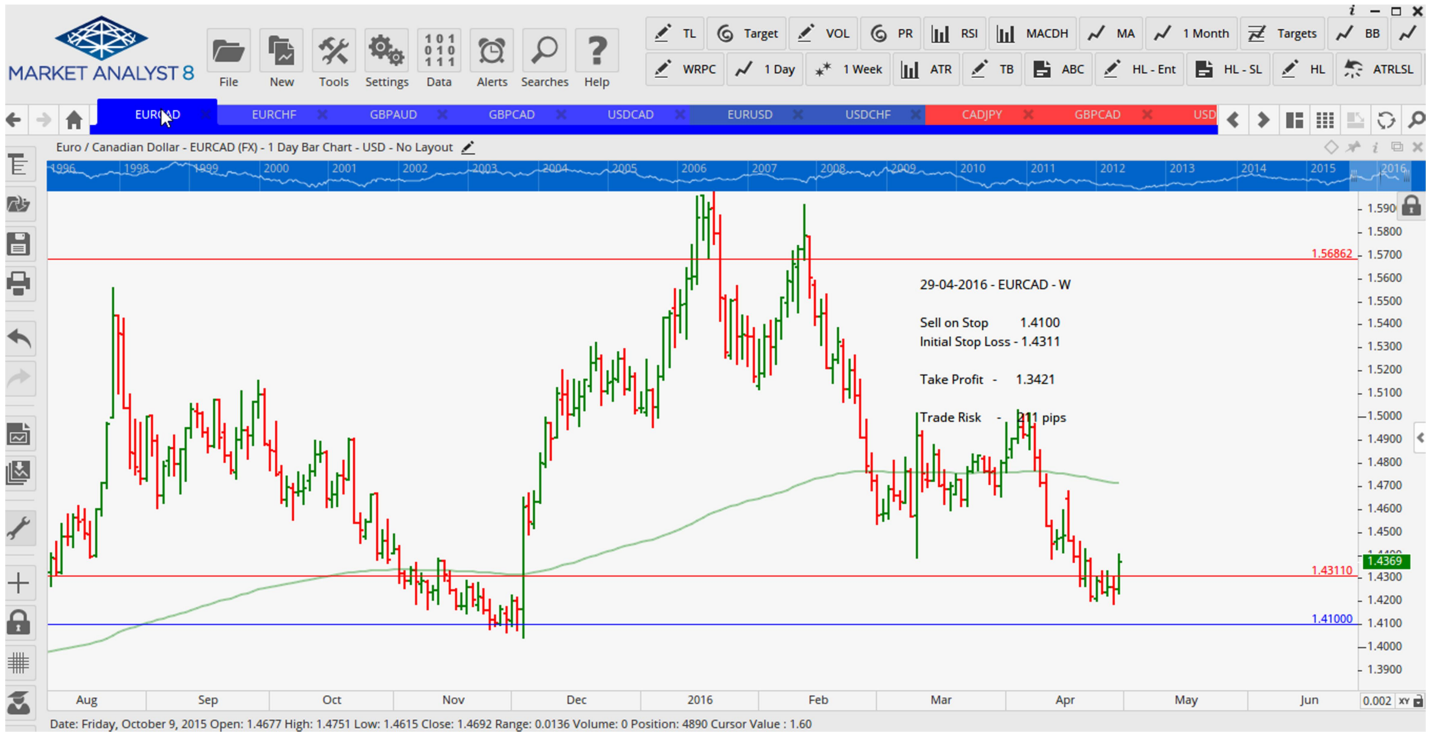 i
TL Target VOL PR RSI MACDH MA 1 Month Targets BB
MARKET ANALYST 8
File New Tools Settings Data Alerts Searches Help
101
010
111
WRPC 1 Day 1 Week ATR TB ABC HL - Ent HL - SL HL ATRLSL
EURCAD EURCHF GBPAUD GBPCAD USDCAD EURUSD USDCHF CADJPY GBPCAD USD
Euro / Canadian Dollar - EURCAD (FX) - 1 Day Bar Chart - USD - No Layout
1996 1998 1999 2000 2001 2002 2003 2004 2005 2006 2007 2008 2009 2010 2011 2012 2013 2014 2015 2016
1.590
1.5800
1.56862
1.5700
1.5600
1.5500
1.5400
1.5300
1.5200
1.5100
1.5000
1.4900
1.4800
1.4700
1.4600
1.4500
1.4400
1.4369
1.43110
1.4300
1.4200
1.41000
1.4100
1.4000
1.3900
29-04-2016 - EURCAD - W
Sell on Stop 1.4100
Initial Stop Loss - 1.4311
Take Profit - 1.3421
Trade Risk - 211 pips
Aug Sep Oct Nov Dec 2016 Feb Mar Apr May Jun 0.002 XY
Date: Friday, October 9, 2015 Open: 1.4677 High: 1.4751 Low: 1.4615 Close: 1.4692 Range: 0.0136 Volume: 0 Position: 4890 Cursor Value : 1.60